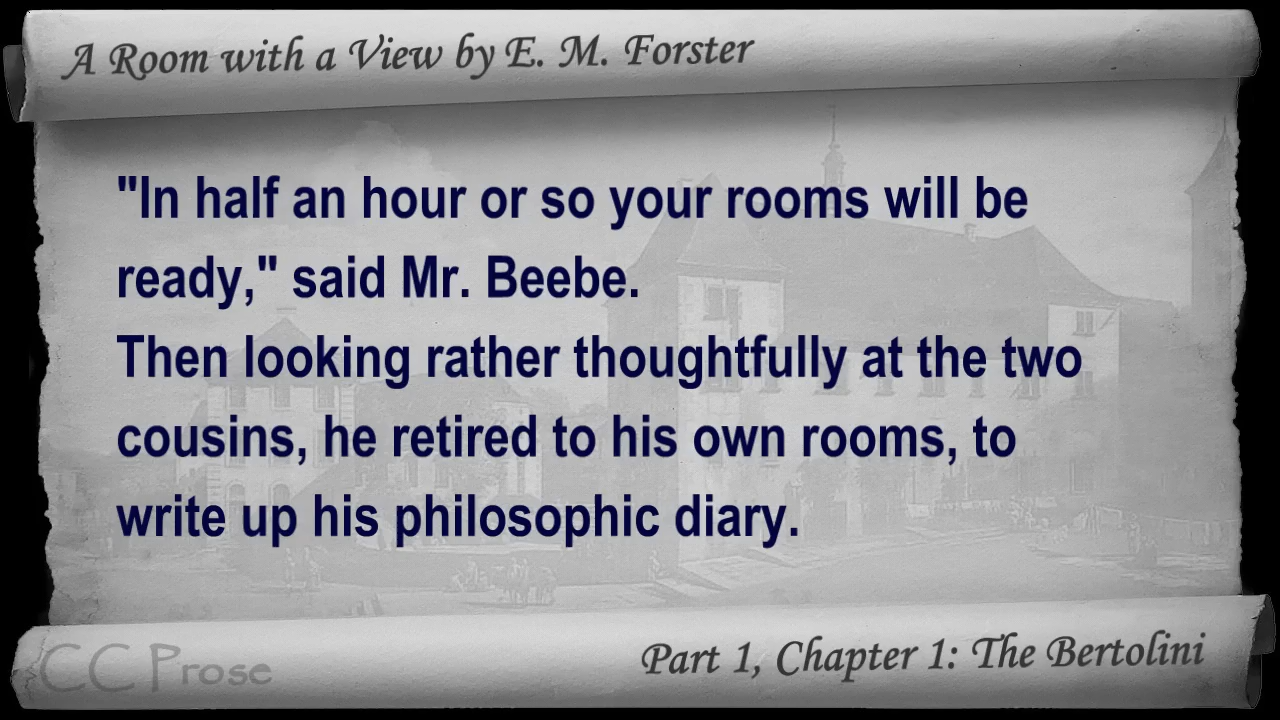 A Room with a View by E. M. Forster
"In half an hour or so your rooms will be
ready," said Mr. Beebe.
Then looking rather thoughtfully at the two
cousins, he retired to his own rooms, to
write up his philosophic diary.
CC Prose
Part 1, Chapter 1: The Bertolini